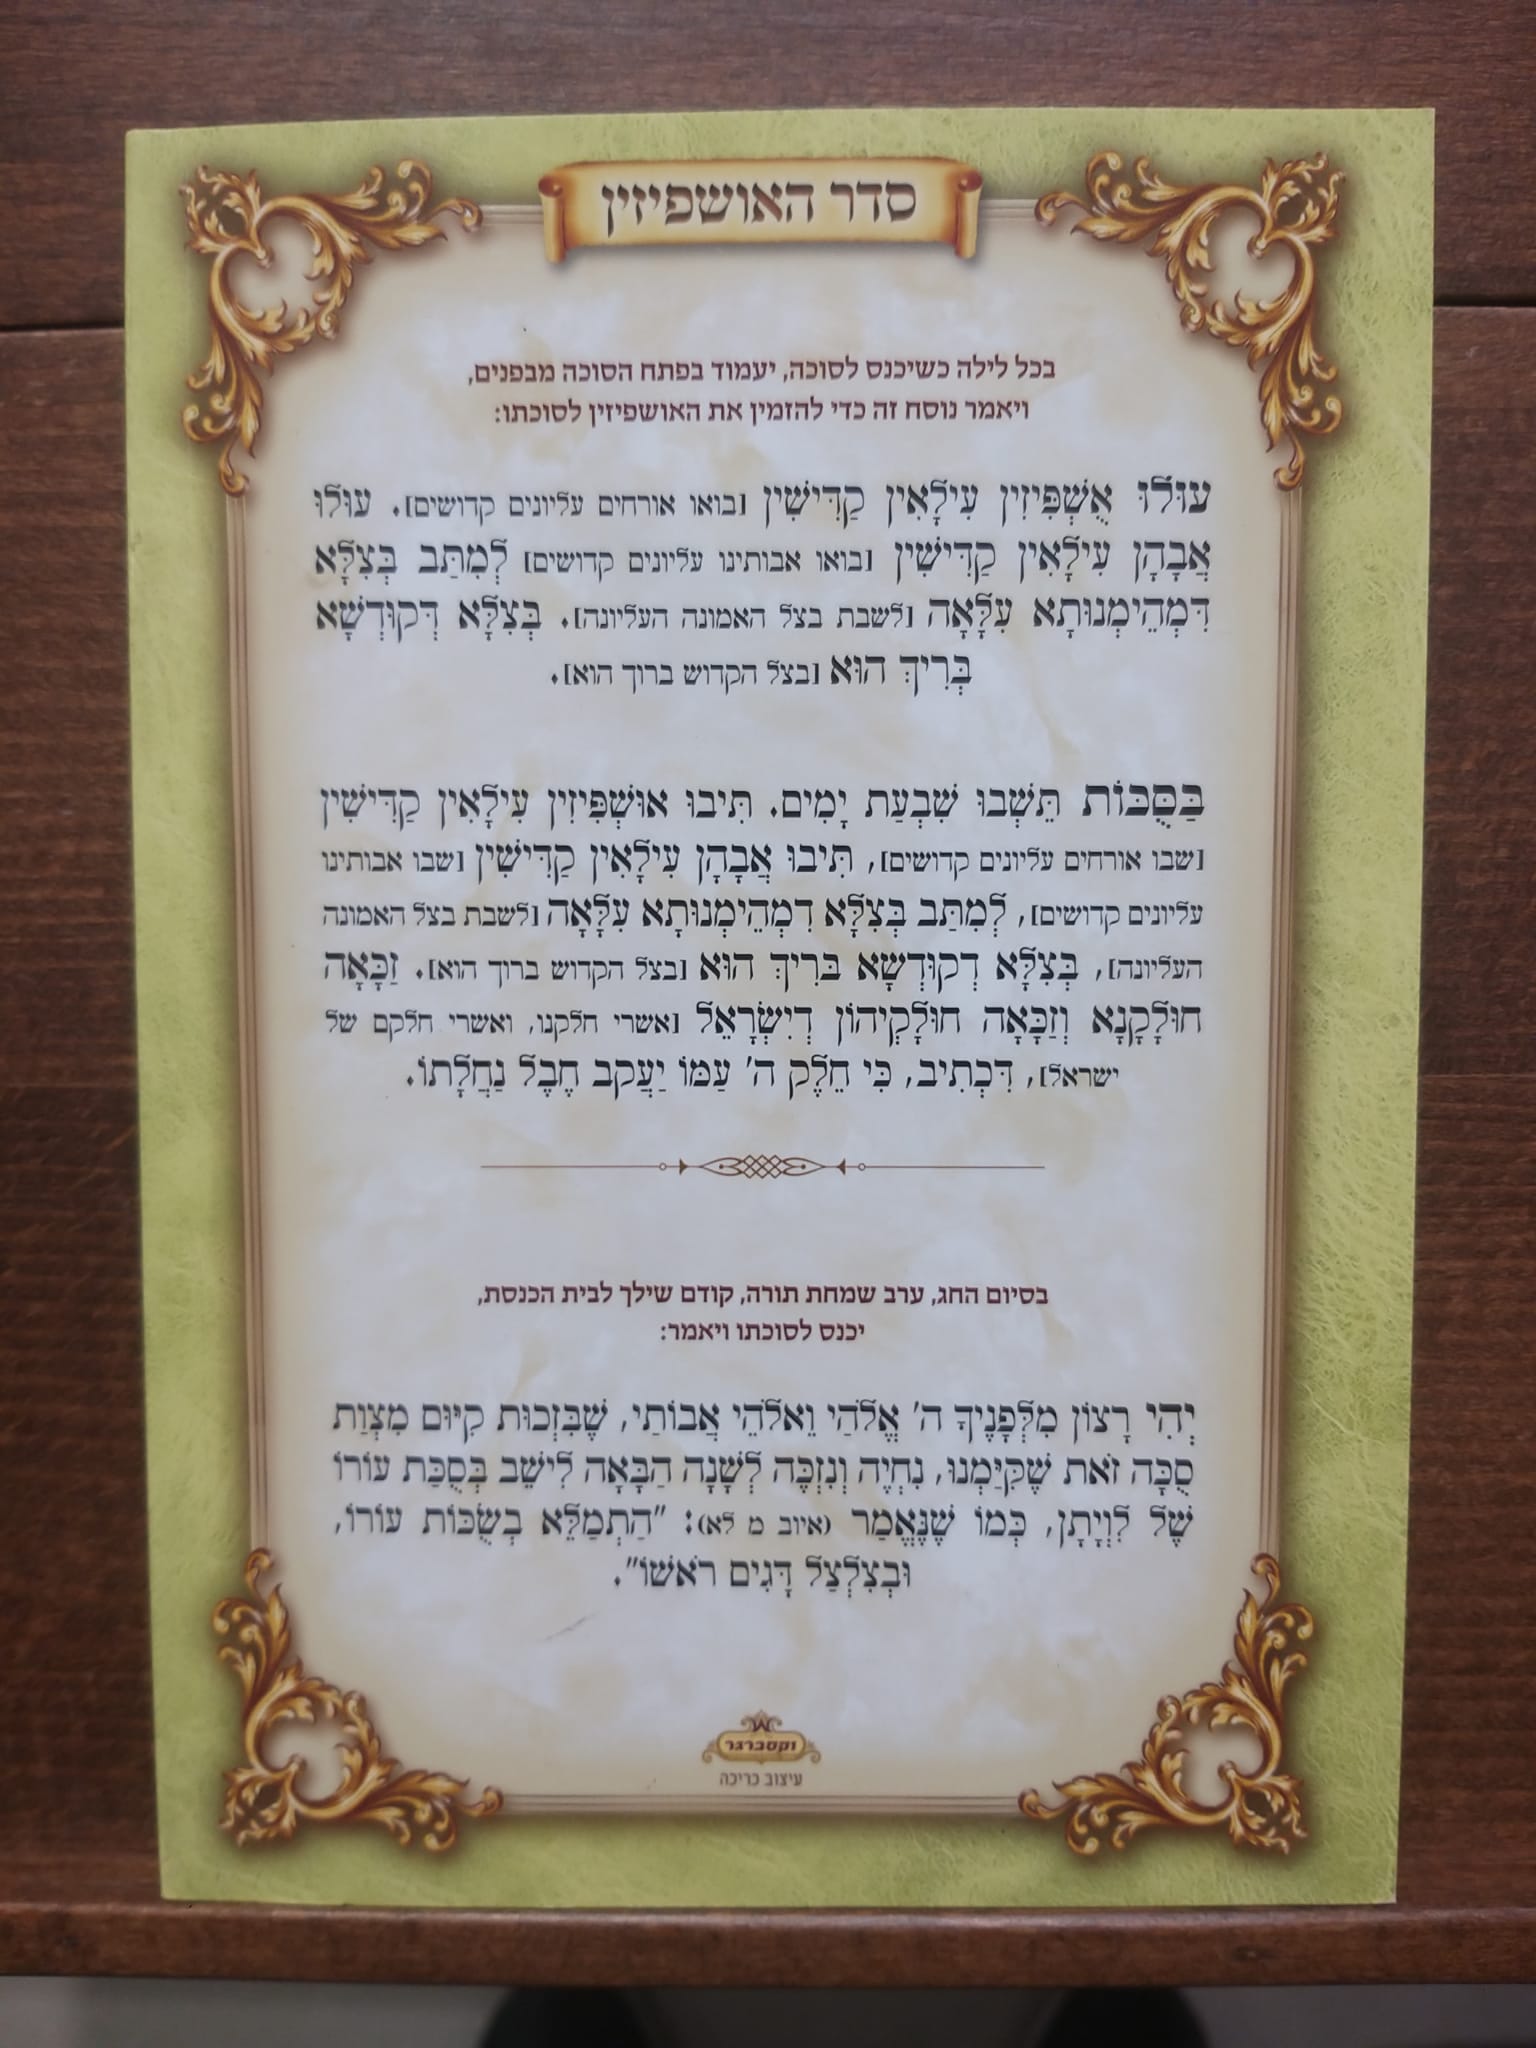 סדר האושפיזין
בכל לילה כשיכנס לסוכה, יעמוד בפתח הסוכה מבפנים,
ויאמר נוסח זה כדי להזמין את האושפיזין לסוכתו:
עוּלוּ אֻשְׁפִּיזִין עִילָאִין קַדִּישִׁין [בואו אורחים עליונים קדושים]. עוּלוּ
אֲבָהָן עִילָאִין קַדִּישִׁין [בואו אבותינו עליונים קדושים] לְמִתַּב בְּצִלָּא
דִּמְהֵימְנוּתָא עִלָּאָה [לשבת בצל האמונה העליונה]. בְּצִלָּא דְּקוּדְשָׁא
בְּרִיךְ הוּא [בצל הקדוש ברוך הוא].
בַּסֻּכּוֹת תֵּשְׁבוּ שִׁבְעַת יָמִים. תִּיבוּ אוּשְׁפִּיזִין עִילָאִין קַדִּישִׁין
[שבו אורחים עליונים קדושים], תִּיבוּ אֲבָהָן עִילָאִין קַדִּישִׁין [שבו אבותינו
עליונים קדושים], לְמִתַּב בְּצִלָּא דִמְהֵימְנוּתָא עִלָּאָה [לשבת בצל האמונה
העליונה], בְּצִלָּא דְקוּדְשָׁא בְּרִיךְ הוּא [בצל הקדוש ברוך הוא]. זַכָּאָה
חוּלָקָנָא וְזַכָּאָה חוּלָקֵיהוֹן דְיִשְׂרָאֵל [אשרי חלקנו, ואשרי חלקם של
ישראל], דִּכְתִיב, כִּי חֵלֶק ה' עַמּוֹ יַעֲקֹב חֶבֶל נַחֲלָתוֹ.
בסיום החג, ערב שמחת תורה, קודם שילך לבית הכנסת,
יכנס לסוכתו ויאמר:
יְהִי רָצוֹן מִלְּפָנֶיךָ ה' אֱלֹהַי וֵאלֹהֵי אֲבוֹתַי, שֶׁבִּזְכוּת קִיּוּם מִצְוַת
סֻכָּה זֹאת שֶׁקִּיַּמְנוּ, נִחְיֶה וְנִזְכֶּה לְשָׁנָה הַבָּאָה לֵישֵׁב בְּסֻכַּת עוֹרוֹ
שֶׁל לִוְיָתָן, כְּמוֹ שֶׁנֶּאֱמַר (איוב מ לא): "הַתְמַלֵּא בְשֻׂכּוֹת עוֹרוֹ,
וּבְצִלְצַל דָּגִים רֹאשׁוֹ".
וקסברגר
עיצוב כריכה